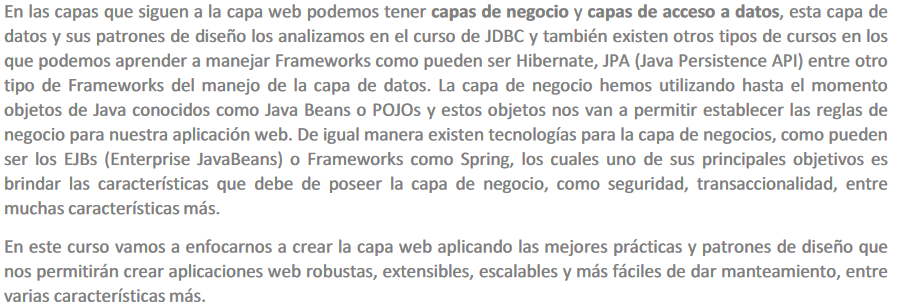 En las capas que siguen a la capa web podemos tener capas de negocio y capas de acceso a datos, esta capa de
datos y sus patrones de diseño los analizamos en el curso de JDBC y también existen otros tipos de cursos en los
que podemos aprender a manejar Frameworks como pueden ser Hibernate, JPA (Java Persistence API) entre otro
tipo de Frameworks del manejo de la capa de datos. La capa de negocio hemos utilizando hasta el momento
objetos de Java conocidos como Java Beans o POJOs y estos objetos nos van a permitir establecer las reglas de
negocio para nuestra aplicación web. De igual manera existen tecnologías para la capa de negocios, como pueden
ser los EJBs (Enterprise JavaBeans) o Frameworks como Spring, los cuales uno de sus principales objetivos es
brindar las características que debe de poseer la capa de negocio, como seguridad, transaccionalidad, entre
muchas características más.
En este curso vamos a enfocarnos a crear la capa web aplicando las mejores prácticas y patrones de diseño que
nos permitirán crear aplicaciones web robustas, extensibles, escalables y más fáciles de dar manteamiento, entre
varias características más.